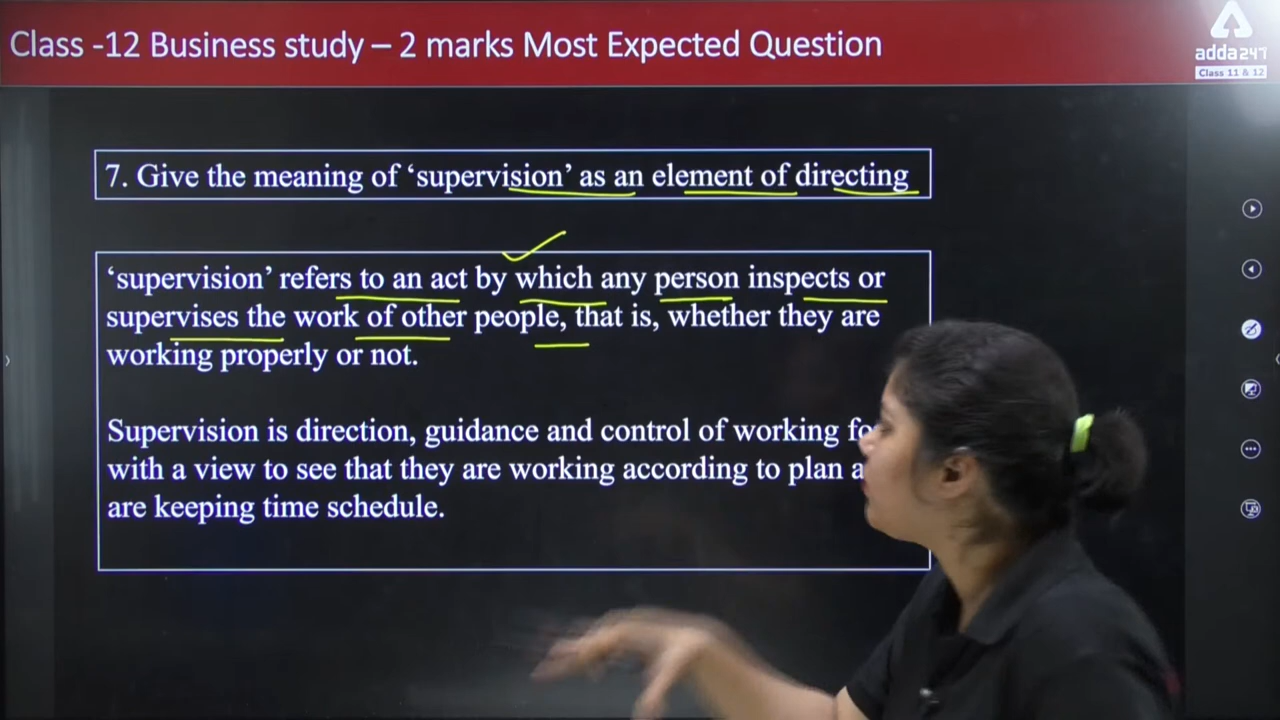 Class -12 Business study – 2 marks Most Expected Question
adda247
Class 11 & 12
7. Give the meaning of ‘supervision’ as an element of directing
‘supervision’ refers to an act by which any person inspects or
supervises the work of other people, that is, whether they are
working properly or not.
Supervision is direction, guidance and control of working
with a view to see that they are working according to plan
are keeping time schedule.